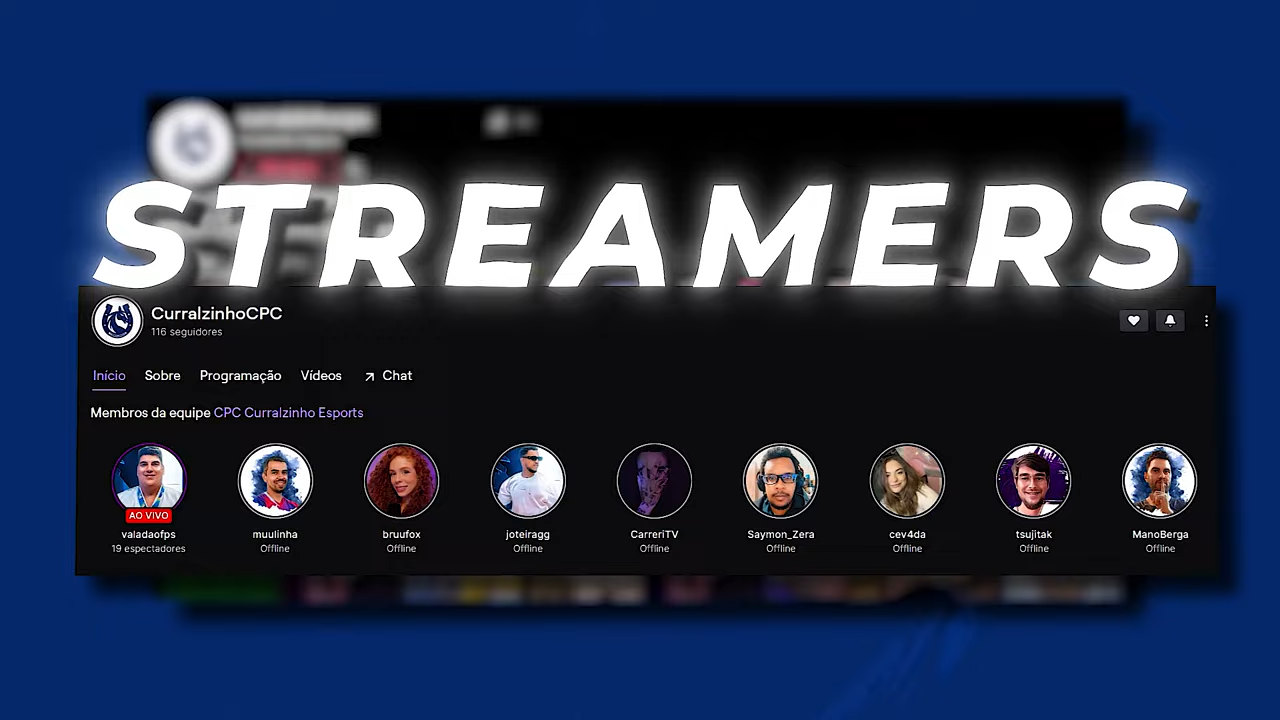 STREAMERS
CurralzinhoCPC
116 seguidores
Início Sobre Programação Vídeos Chat
Membros da equipe CPC Curralzinho Esports
AO VIVO
valadaofps muulinha bruufox joteiragg CarreriTV Saymon_Zera cev4da tsujitak ManoBerga
19 espectadores Offline Offline Offline Offline Offline Offline Offline Offline